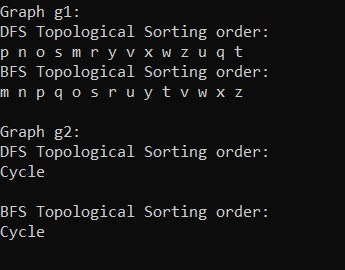 Graph g1:
DFS Topological Sorting order:
p n o s m r y v x w z u q t
BFS Topological Sorting order:
m n p q o s r u y t v w x z
Graph g2:
DFS Topological Sorting order:
Cycle
BFS Topological Sorting order:
Cycle